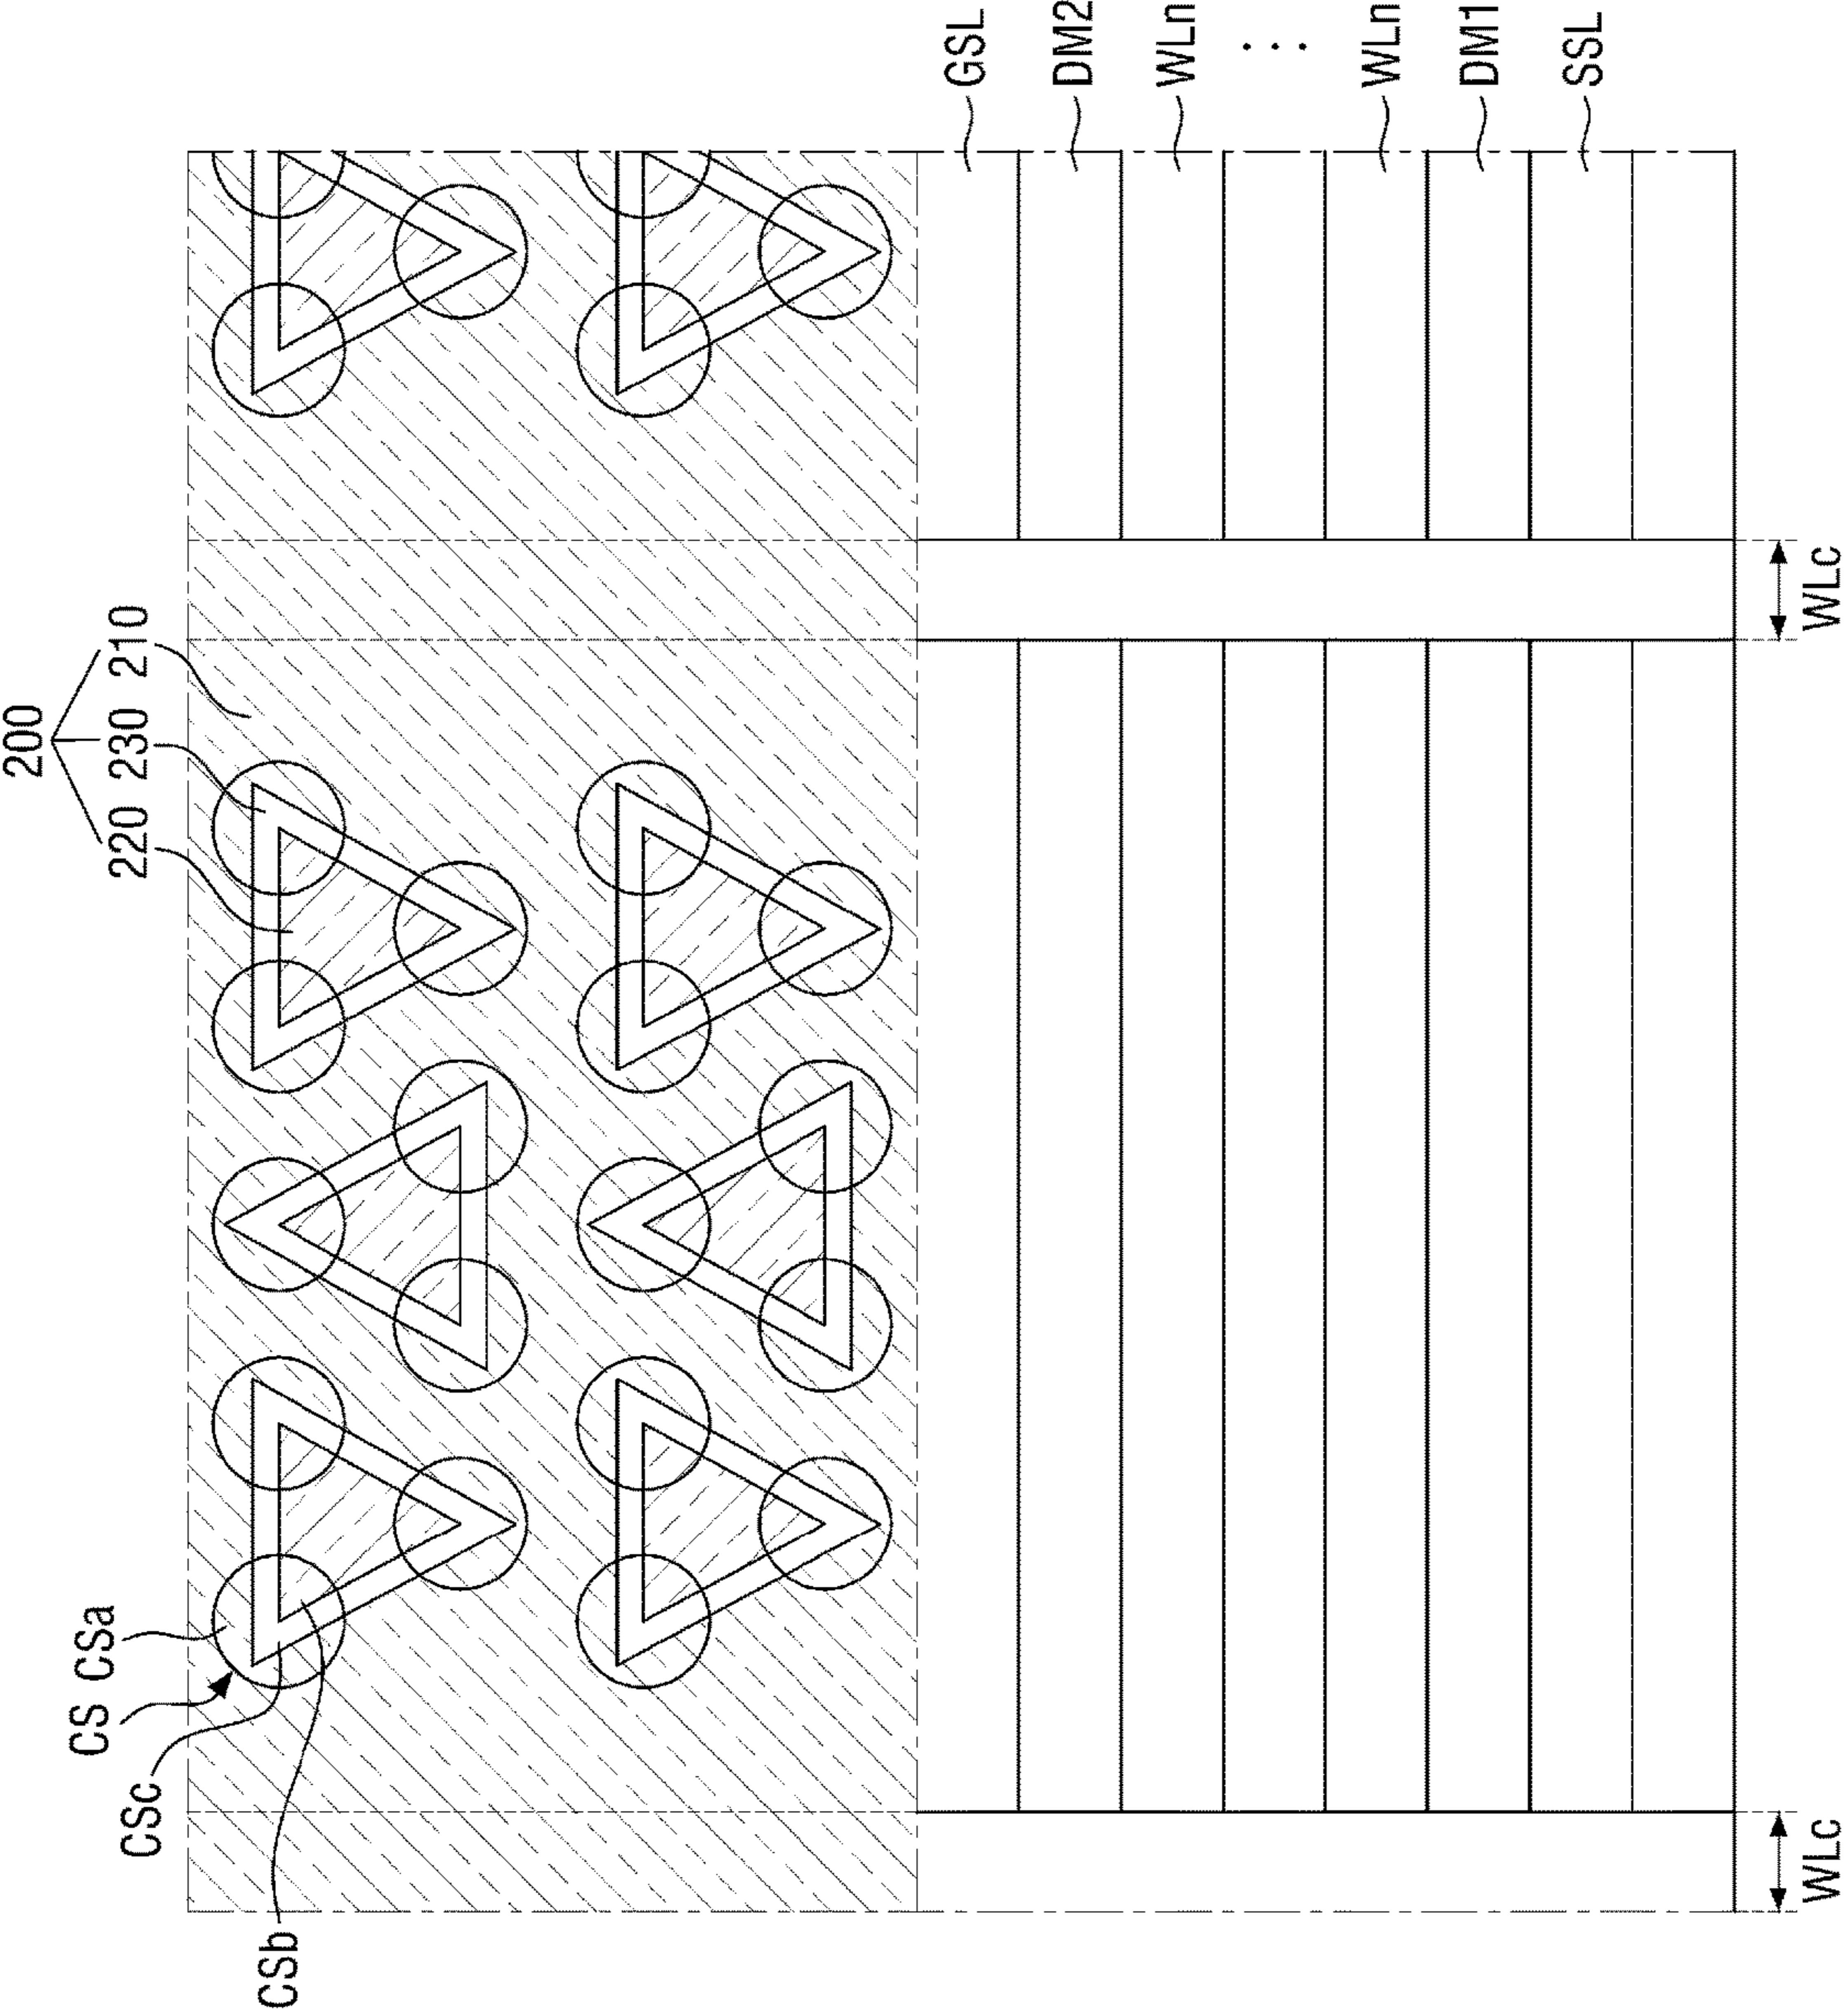 200
210
230
220
CS CSa
CSc
CSb
GSL
DM2
WLn
⋮
WLn
DM1
SSL
WLc
WLc